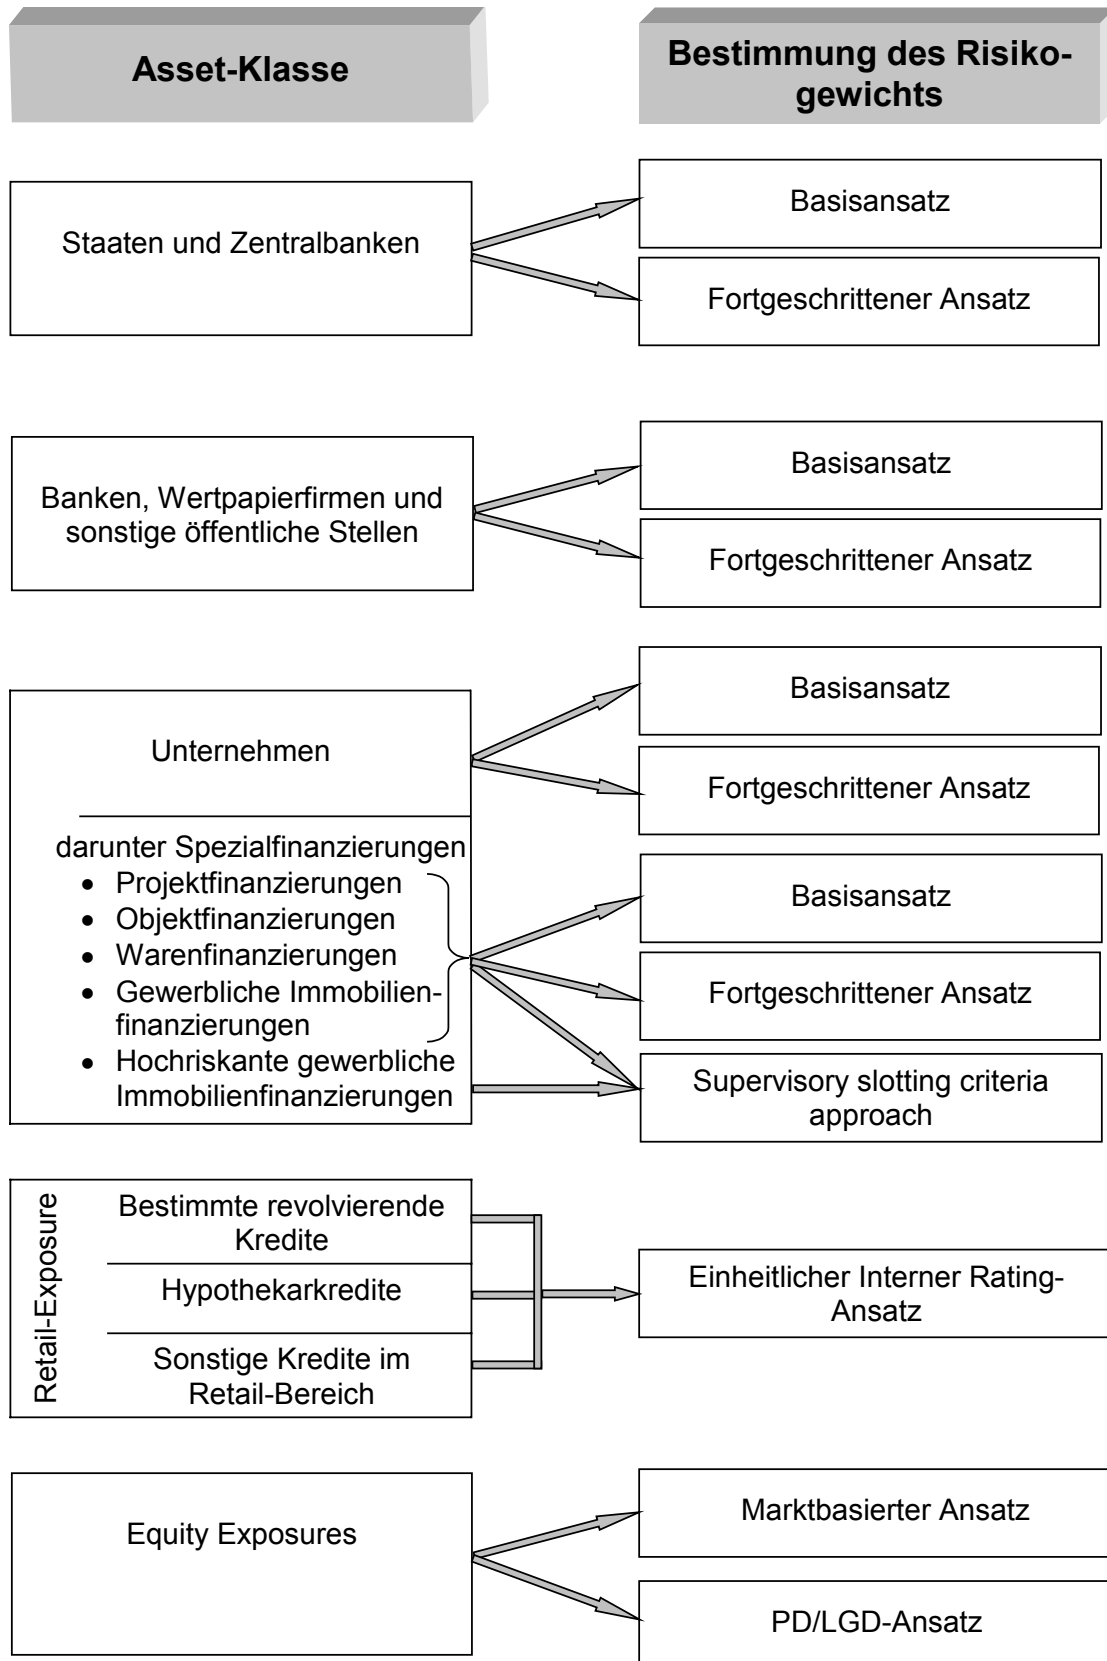 Asset-Klasse
Bestimmung des Risiko-
gewichts
Staaten und Zentralbanken
Basisansatz
Fortgeschrittener Ansatz
Banken, Wertpapierfirmen und
sonstige öffentliche Stellen
Basisansatz
Fortgeschrittener Ansatz
Unternehmen
Basisansatz
Fortgeschrittener Ansatz
darunter Spezialfinanzierungen
• Projektfinanzierungen
• Objektfinanzierungen
• Warenfinanzierungen
• Gewerbliche Immobilien-
finanzierungen
• Hochriskante gewerbliche
Immobilienfinanzierungen
Basisansatz
Fortgeschrittener Ansatz
Supervisory slotting criteria
approach
Retail-Exposure
Bestimmte revolvierende
Kredite
Hypothekarkredite
Sonstige Kredite im
Retail-Bereich
Einheitlicher Interner Rating-
Ansatz
Equity Exposures
Marktbasierter Ansatz
PD/LGD-Ansatz